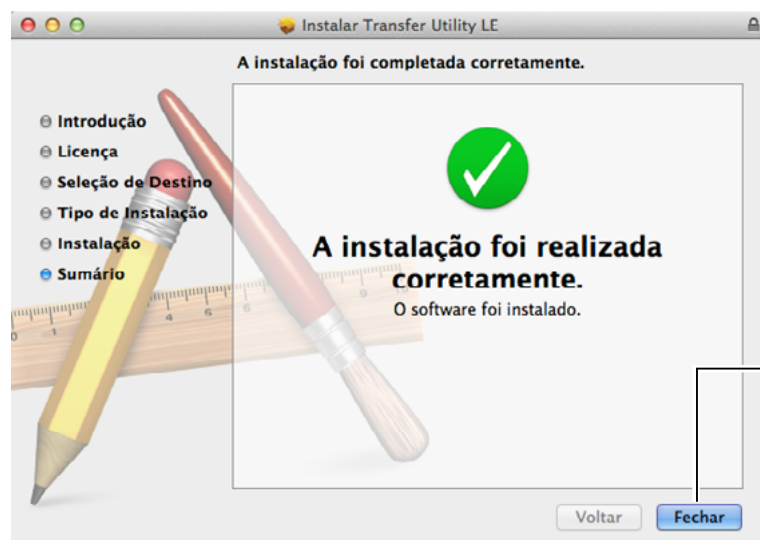 Instalar Transfer Utility LE
A instalação foi completada corretamente.
Introdução
Licença
Seleção de Destino
Tipo de Instalação
Instalação
Sumário
A instalação foi realizada
corretamente.
O software foi instalado.
Voltar
Fechar